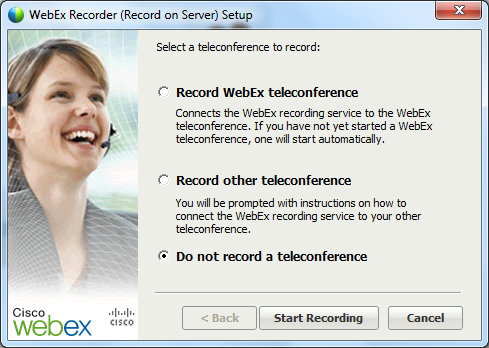 WebEx Recorder (Record on Server) Setup
Select a teleconference to record:
Record WebEx teleconference
Connects the WebEx recording service to the WebEx
teleconference. If you have not yet started a WebEx
teleconference, one will start automatically.
Record other teleconference
You will be prompted with instructions on how to
connect the WebEx recording service to your other
teleconference.
Do not record a teleconference
Cisco
webex
CISCO
< Back
Start Recording
Cancel